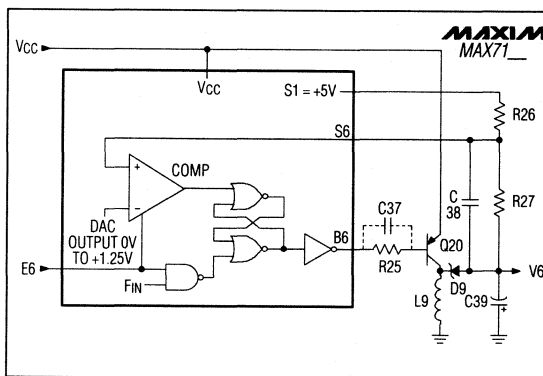 MAXIM
MAX71__
VCC
VCC
S1 = +5V
R26
S6
COMP
+
−
C
38
R27
DAC
OUTPUT 0V
TO +1.25V
C37
B6
Q20
E6
R25
V6
FIN
L9
D9
C39
+